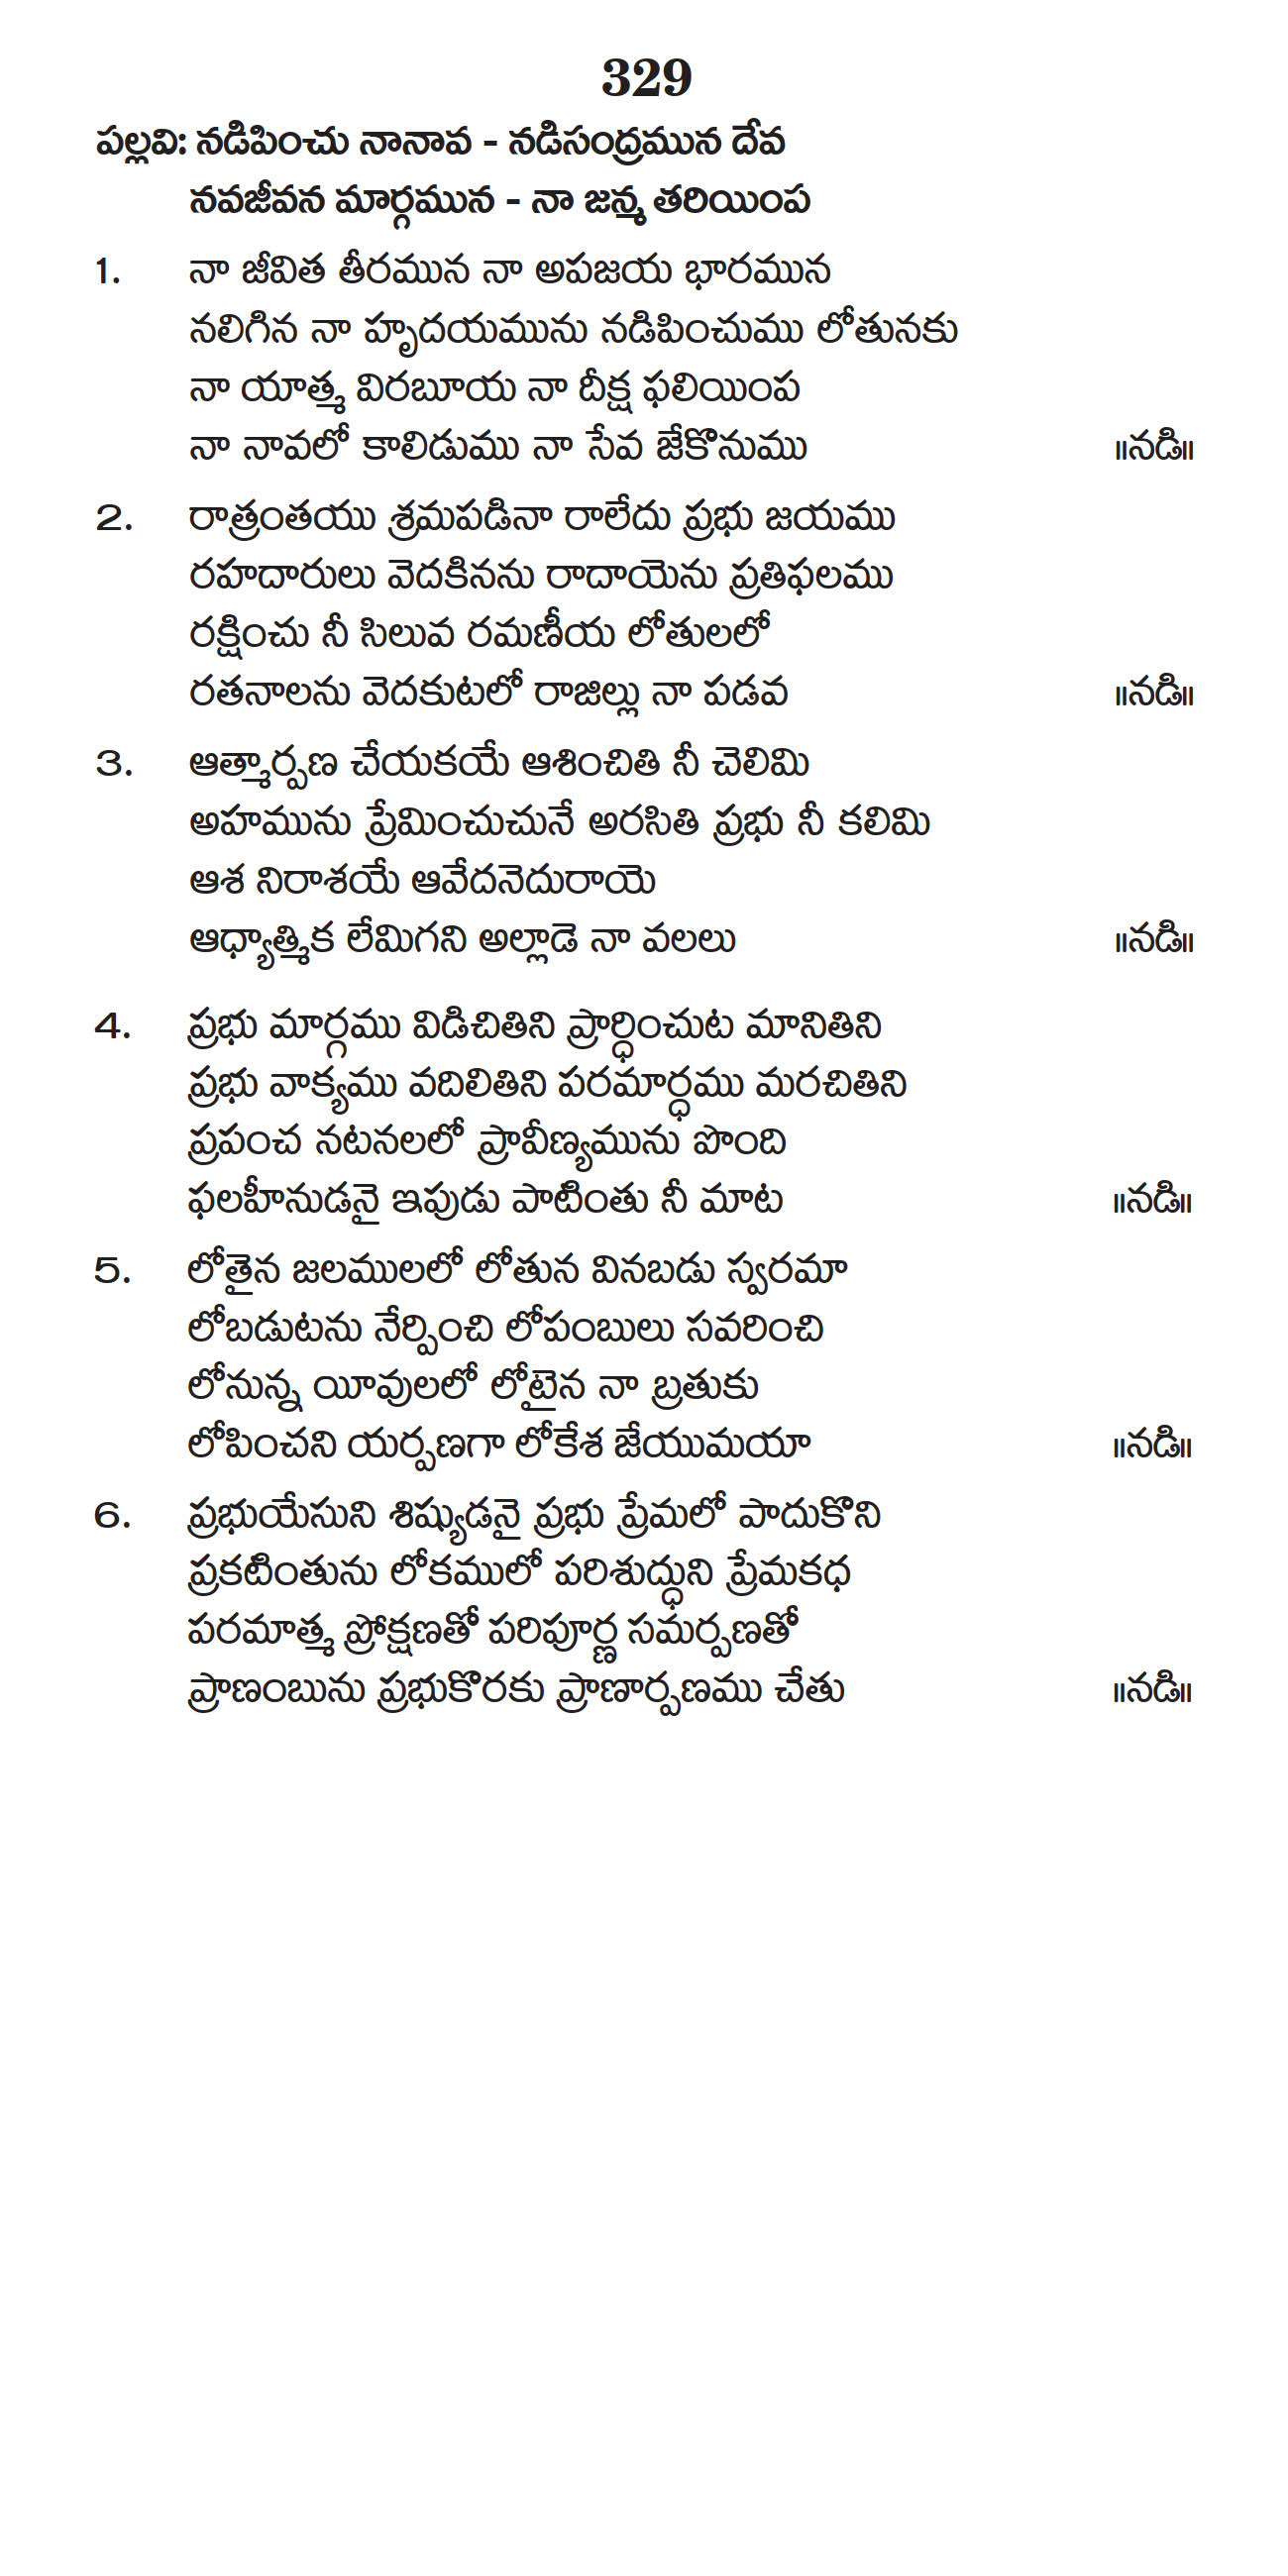 329
పల్లవి: నడిపించు నానావ - నడిసంద్రమున దేవ
నవజీవన మార్గమున - నా జన్మ తరియింప
1. నా జీవిత తీరమున నా అపజయ భారమున
నలిగిన నా హృదయమును నడిపించుము లోతునకు
నా యాత్మ విరబూయ నా దీక్ష ఫలియింప
నా నావలో కాలిడుము నా సేవ జేకొనుము ॥నడి॥
2. రాత్రంతయు శ్రమపడినా రాలేదు ప్రభు జయము
రహదారులు వెదకినను రాదాయెను ప్రతిఫలము
రక్షించు నీ సిలువ రమణీయ లోతులలో
రతనాలను వెదకుటలో రాజిల్లు నా పడవ ॥నడి॥
3. ఆత్మార్పణ చేయకయే ఆశించితి నీ చెలిమి
అహమును ప్రేమించుచునే అరసితి ప్రభు నీ కలిమి
ఆశ నిరాశయే ఆవేదనెదురాయె
ఆధ్యాత్మిక లేమిగని అల్లాడె నా వలలు ॥నడి॥
4. ప్రభు మార్గము విడిచితిని ప్రార్ధించుట మానితిని
ప్రభు వాక్యము వదిలితిని పరమార్ధము మరచితిని
ప్రపంచ నటనలలో ప్రావీణ్యమును పొంది
ఫలహీనుడనై ఇపుడు పాటింతు నీ మాట ॥నడి॥
5. లోతైన జలములలో లోతున వినబడు స్వరమా
లోబడుటను నేర్పించి లోపంబులు సవరించి
లోనున్న యీవులలో లోటైన నా బ్రతుకు
లోపించని యర్పణగా లోకేశ జేయుమయా ॥నడి॥
6. ప్రభుయేసుని శిష్యుడనై ప్రభు ప్రేమలో పాదుకొని
ప్రకటింతును లోకములో పరిశుద్ధుని ప్రేమకధ
పరమాత్మ ప్రోక్షణతో పరిపూర్ణ సమర్పణతో
ప్రాణంబును ప్రభుకొరకు ప్రాణార్పణము చేతు ॥నడి॥